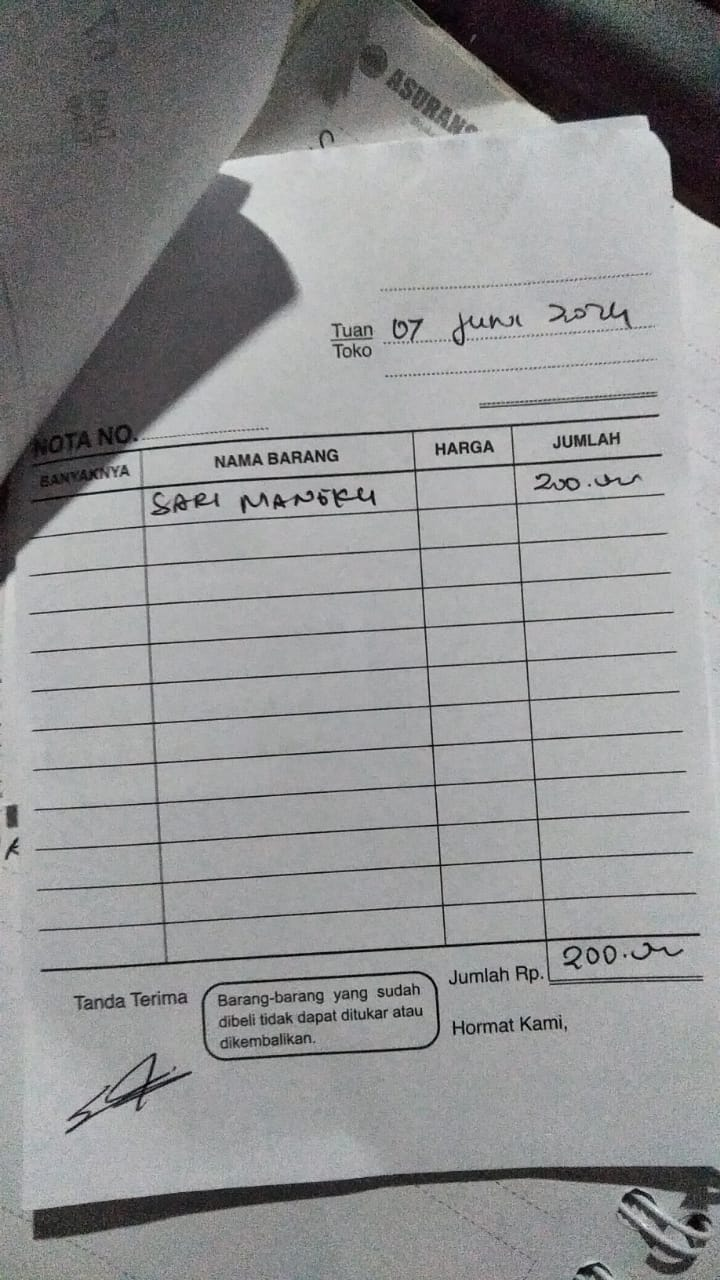 ASURANS
Tuan 07 Juni 2024
Toko
NOTA NO.
BANYAKNYA NAMA BARANG HARGA JUMLAH
SARI MANGKU 200.000
Jumlah Rp. 200.000
Tanda Terima
Barang-barang yang sudah
dibeli tidak dapat ditukar atau
dikembalikan.
Hormat Kami,